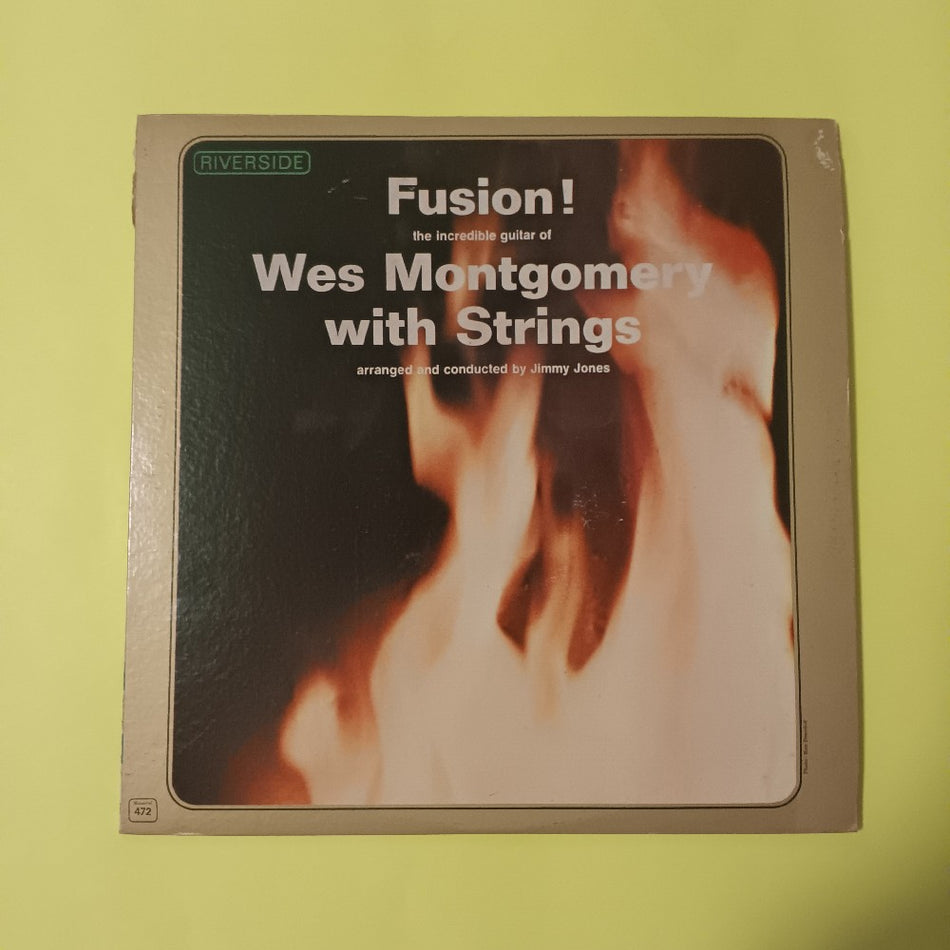 RIVERSIDE
Fusion!
the incredible guitar of
Wes Montgomery
with Strings
arranged and conducted by Jimmy Jones
472